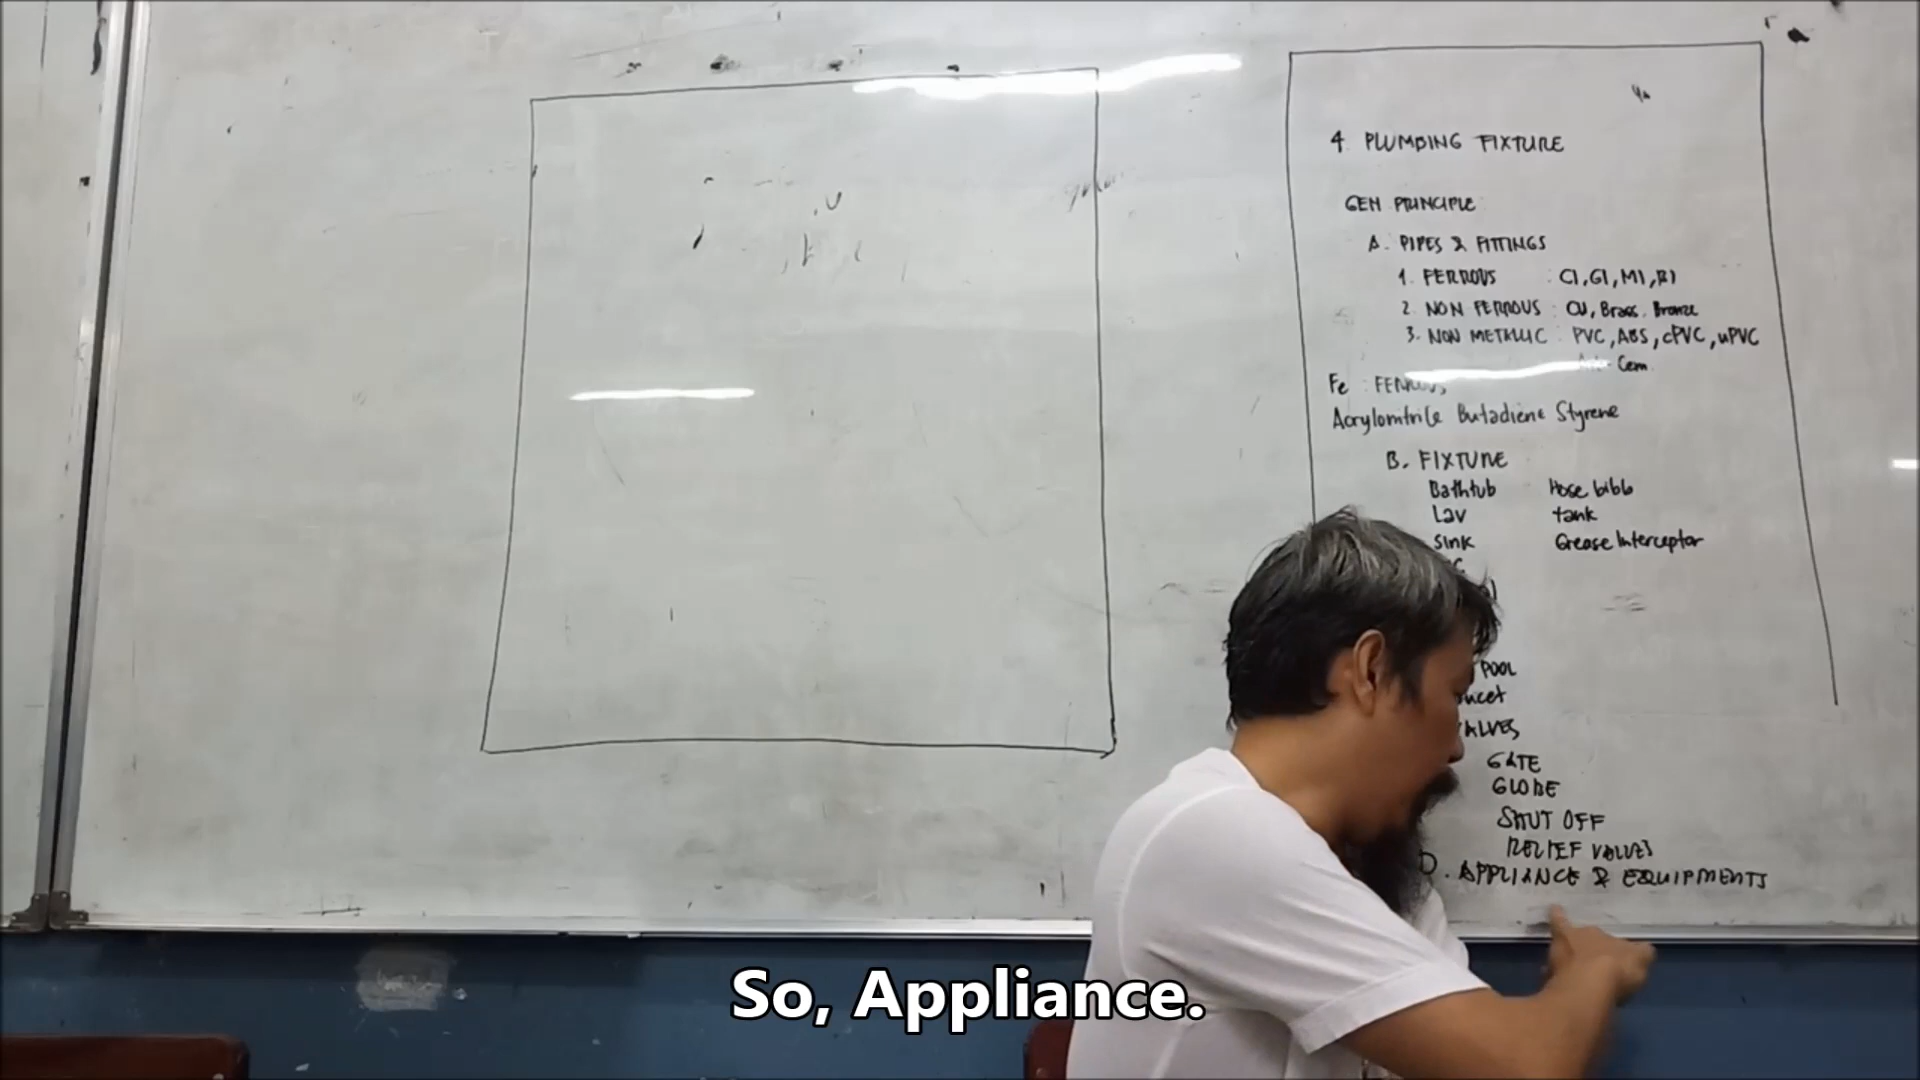 4 PLUMBING FIXTURE
GEN PRINCIPLE
A. PIPES & FITTINGS
1. FERROUS : CI, GI, MI, BI
2. NON FERROUS : CU, Brass, Bronze
3. NON METALLIC : PVC, ABS, cPVC, uPVC
Cem.
Fe : FERROUS
Acrylonitrile Butadiene Styrene
B. FIXTURE
Bathtub Hose bibb
Lav tank
Sink Grease Interceptor
POOL
GATE
GLOBE
SHUT OFF
RELIEF VALVES
D. APPLIANCE & EQUIPMENTS
So, Appliance.